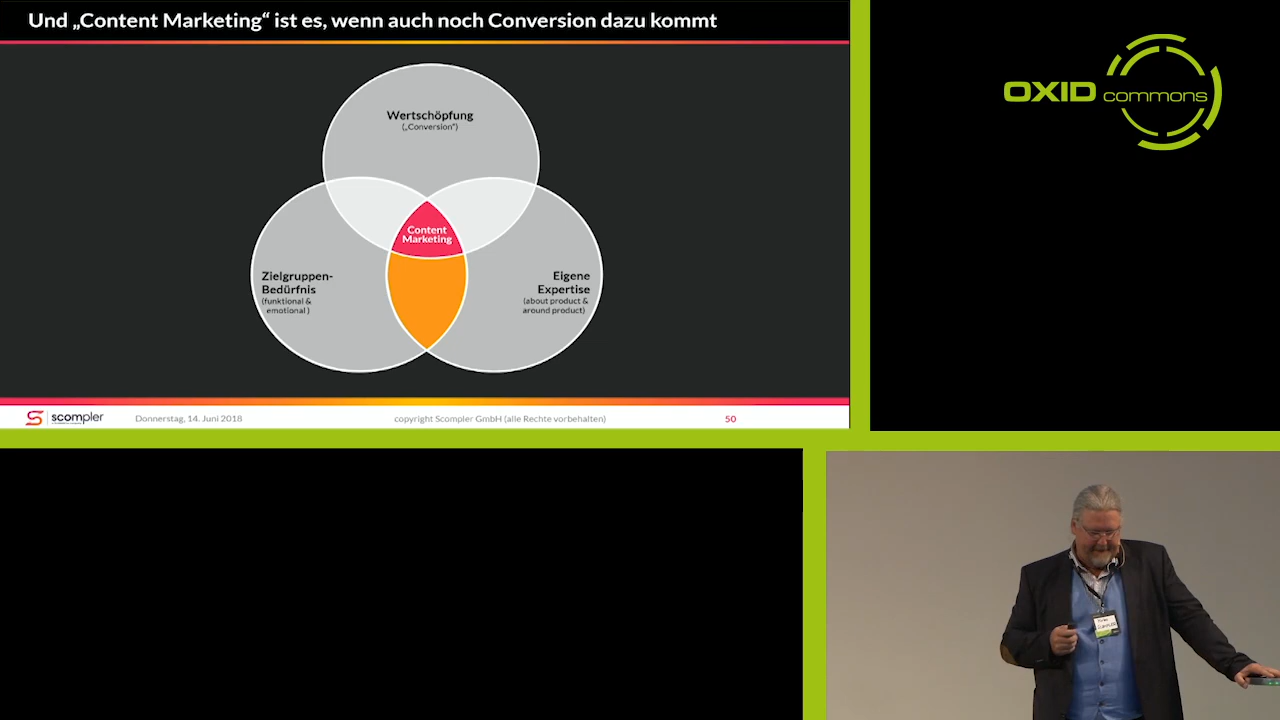 Und „Content Marketing“ ist es, wenn auch noch Conversion dazu kommt
OXID commons
Wertschöpfung
(„Conversion“)
Content
Marketing
Zielgruppen-
Bedürfnis
(funktional &
emotional )
Eigene
Expertise
(about product &
around product)
scompler
Donnerstag, 14. Juni 2018
copyright Scompler GmbH (alle Rechte vorbehalten)
50